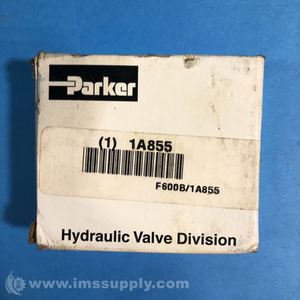 Parker
(1) 1A855
F600B/1A855
Hydraulic Valve Division
© www.imssupply.com